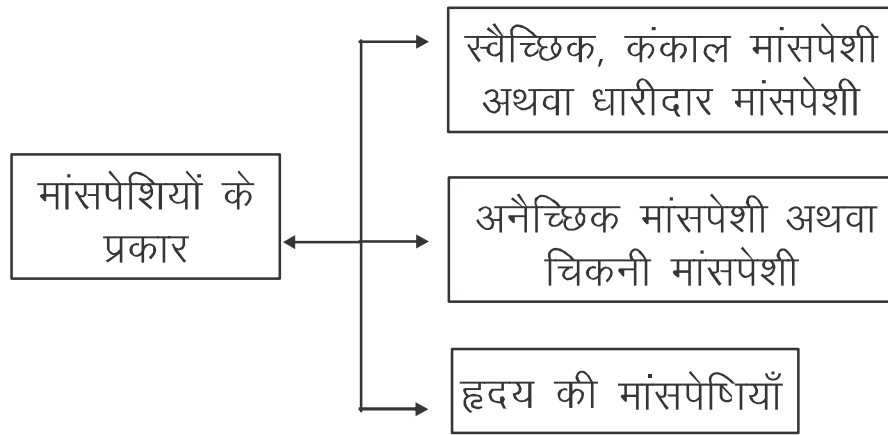 स्वैच्छिक, कंकाल मांसपेशी
अथवा धारीदार मांसपेशी
मांसपेशियों के
प्रकार
अनैच्छिक मांसपेशी अथवा
चिकनी मांसपेशी
हृदय की मांसपेष्णियाँ